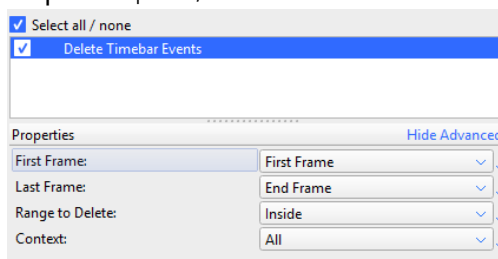 Select all / none
Delete Timebar Events
Properties Hide Advanced
First Frame: First Frame
Last Frame: End Frame
Range to Delete: Inside
Context: All